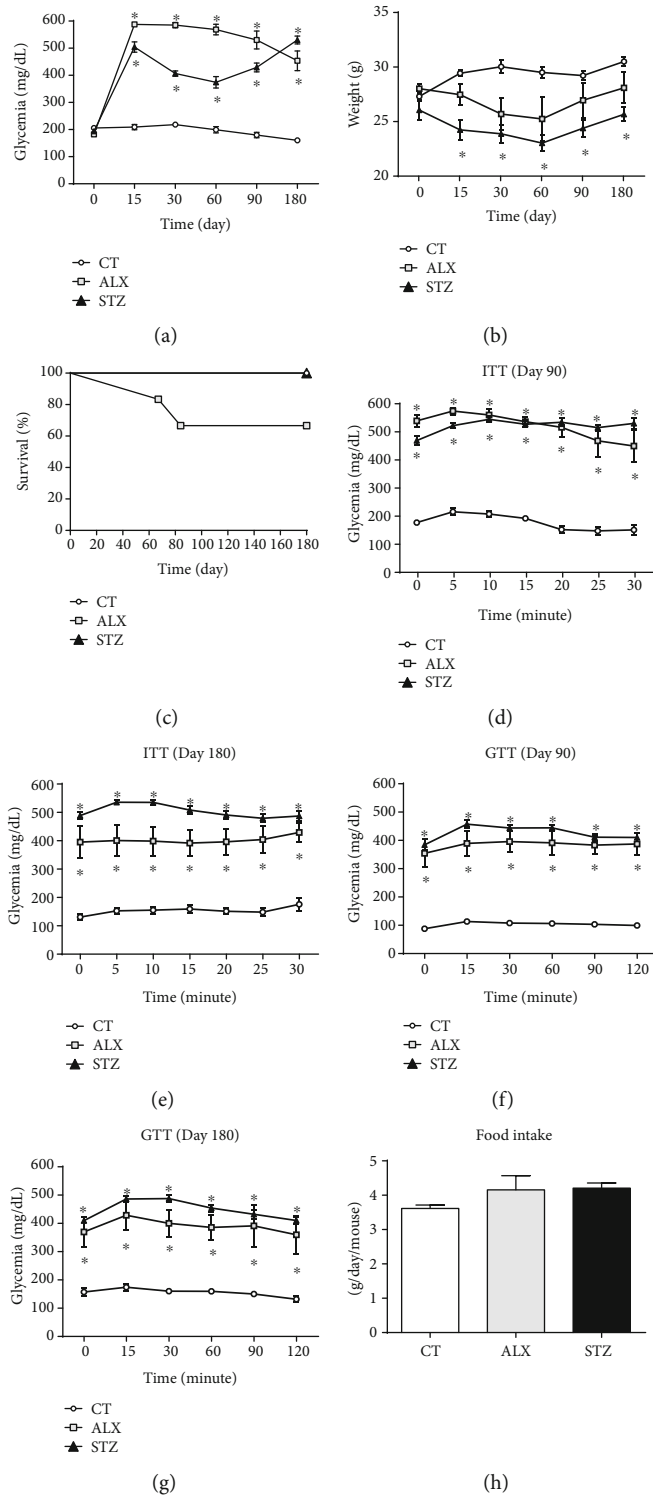 600
500
400
300
200
100
0
Glycemia (mg/dL)
* * * * * *
* * * *
0 15 30 60 90 180
Time (day)
CT
ALX
STZ
(a)
35
30
25
20
Weight (g)
* * * * *
0 15 30 60 90 180
Time (day)
CT
ALX
STZ
(b)
100
80
60
40
20
0
Survival (%)
0 20 40 60 80 100 120 140 160 180
Time (day)
CT
ALX
STZ
(c)
ITT (Day 90)
600
500
400
300
200
100
0
Glycemia (mg/dL)
* * * * * * *
* * * * * * *
0 5 10 15 20 25 30
Time (minute)
CT
ALX
STZ
(d)
ITT (Day 180)
600
500
400
300
200
100
0
Glycemia (mg/dL)
* * * * * * *
* * * * * * *
0 5 10 15 20 25 30
Time (minute)
CT
ALX
STZ
(e)
GTT (Day 90)
600
500
400
300
200
100
0
Glycemia (mg/dL)
* * * * * *
* * * * * *
0 15 30 60 90 120
Time (minute)
CT
ALX
STZ
(f)
GTT (Day 180)
600
500
400
300
200
100
0
Glycemia (mg/dL)
* * * * * *
* * * * * *
0 15 30 60 90 120
Time (minute)
CT
ALX
STZ
(g)
Food intake
5
4
3
2
1
0
(g/day/mouse)
CT ALX STZ
(h)